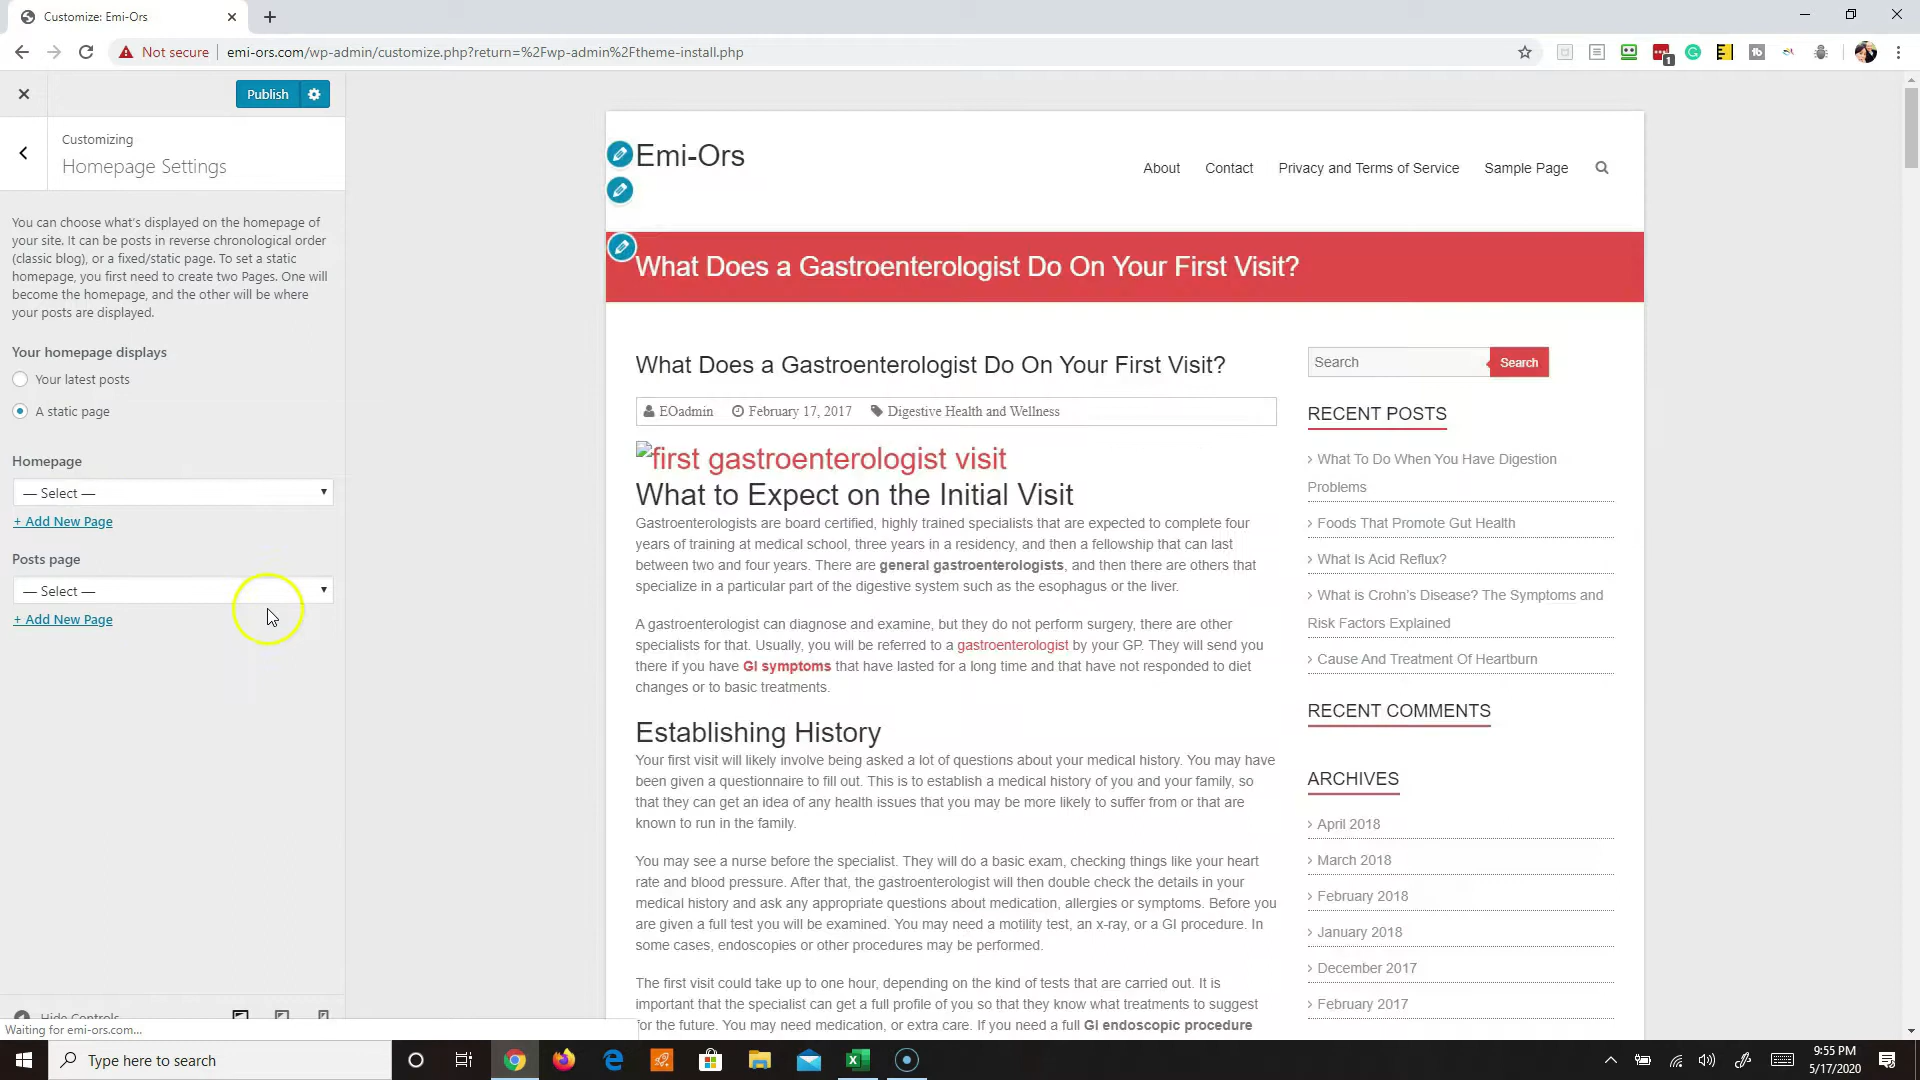 Customize: Emi-Ors
Not secure
emi-ors.com/wp-admin/customize.php?return=%2Fwp-admin%2Ftheme-install.php
1
Publish
Customizing
Homepage Settings
You can choose what's displayed on the homepage of
your site. It can be posts in reverse chronological order
(classic blog), or a fixed/static page. To set a static
homepage, you first need to create two Pages. One will
become the homepage, and the other will be where
your posts are displayed.
Your homepage displays
Your latest posts
A static page
Homepage
— Select —
+ Add New Page
Posts page
— Select —
+ Add New Page
Hide Controls
Waiting for emi-ors.com...
Emi-Ors
About Contact Privacy and Terms of Service Sample Page
What Does a Gastroenterologist Do On Your First Visit?
What Does a Gastroenterologist Do On Your First Visit?
EOadmin February 17, 2017 Digestive Health and Wellness
first gastroenterologist visit
What to Expect on the Initial Visit
Gastroenterologists are board certified, highly trained specialists that are expected to complete four
years of training at medical school, three years in a residency, and then a fellowship that can last
between two and four years. There are general gastroenterologists, and then there are others that
specialize in a particular part of the digestive system such as the esophagus or the liver.
A gastroenterologist can diagnose and examine, but they do not perform surgery, there are other
specialists for that. Usually, you will be referred to a gastroenterologist by your GP. They will send you
there if you have GI symptoms that have lasted for a long time and that have not responded to diet
changes or to basic treatments.
Establishing History
Your first visit will likely involve being asked a lot of questions about your medical history. You may have
been given a questionnaire to fill out. This is to establish a medical history of you and your family, so
that they can get an idea of any health issues that you may be more likely to suffer from or that are
known to run in the family.
You may see a nurse before the specialist. They will do a basic exam, checking things like your heart
rate and blood pressure. After that, the gastroenterologist will then double check the details in your
medical history and ask any appropriate questions about medication, allergies or symptoms. Before you
are given a full test you will be examined. You may need a motility test, an x-ray, or a GI procedure. In
some cases, endoscopies or other procedures may be performed.
The first visit could take up to one hour, depending on the kind of tests that are carried out. It is
important that the specialist can get a full profile of you so that they know what treatments to suggest
for the future. You may need medication, or extra care. If you need a full GI endoscopic procedure
Search
Search
RECENT POSTS
What To Do When You Have Digestion
Problems
Foods That Promote Gut Health
What Is Acid Reflux?
What is Crohn's Disease? The Symptoms and
Risk Factors Explained
Cause And Treatment Of Heartburn
RECENT COMMENTS
ARCHIVES
April 2018
March 2018
February 2018
January 2018
December 2017
February 2017
Type here to search
9:55 PM
5/17/2020